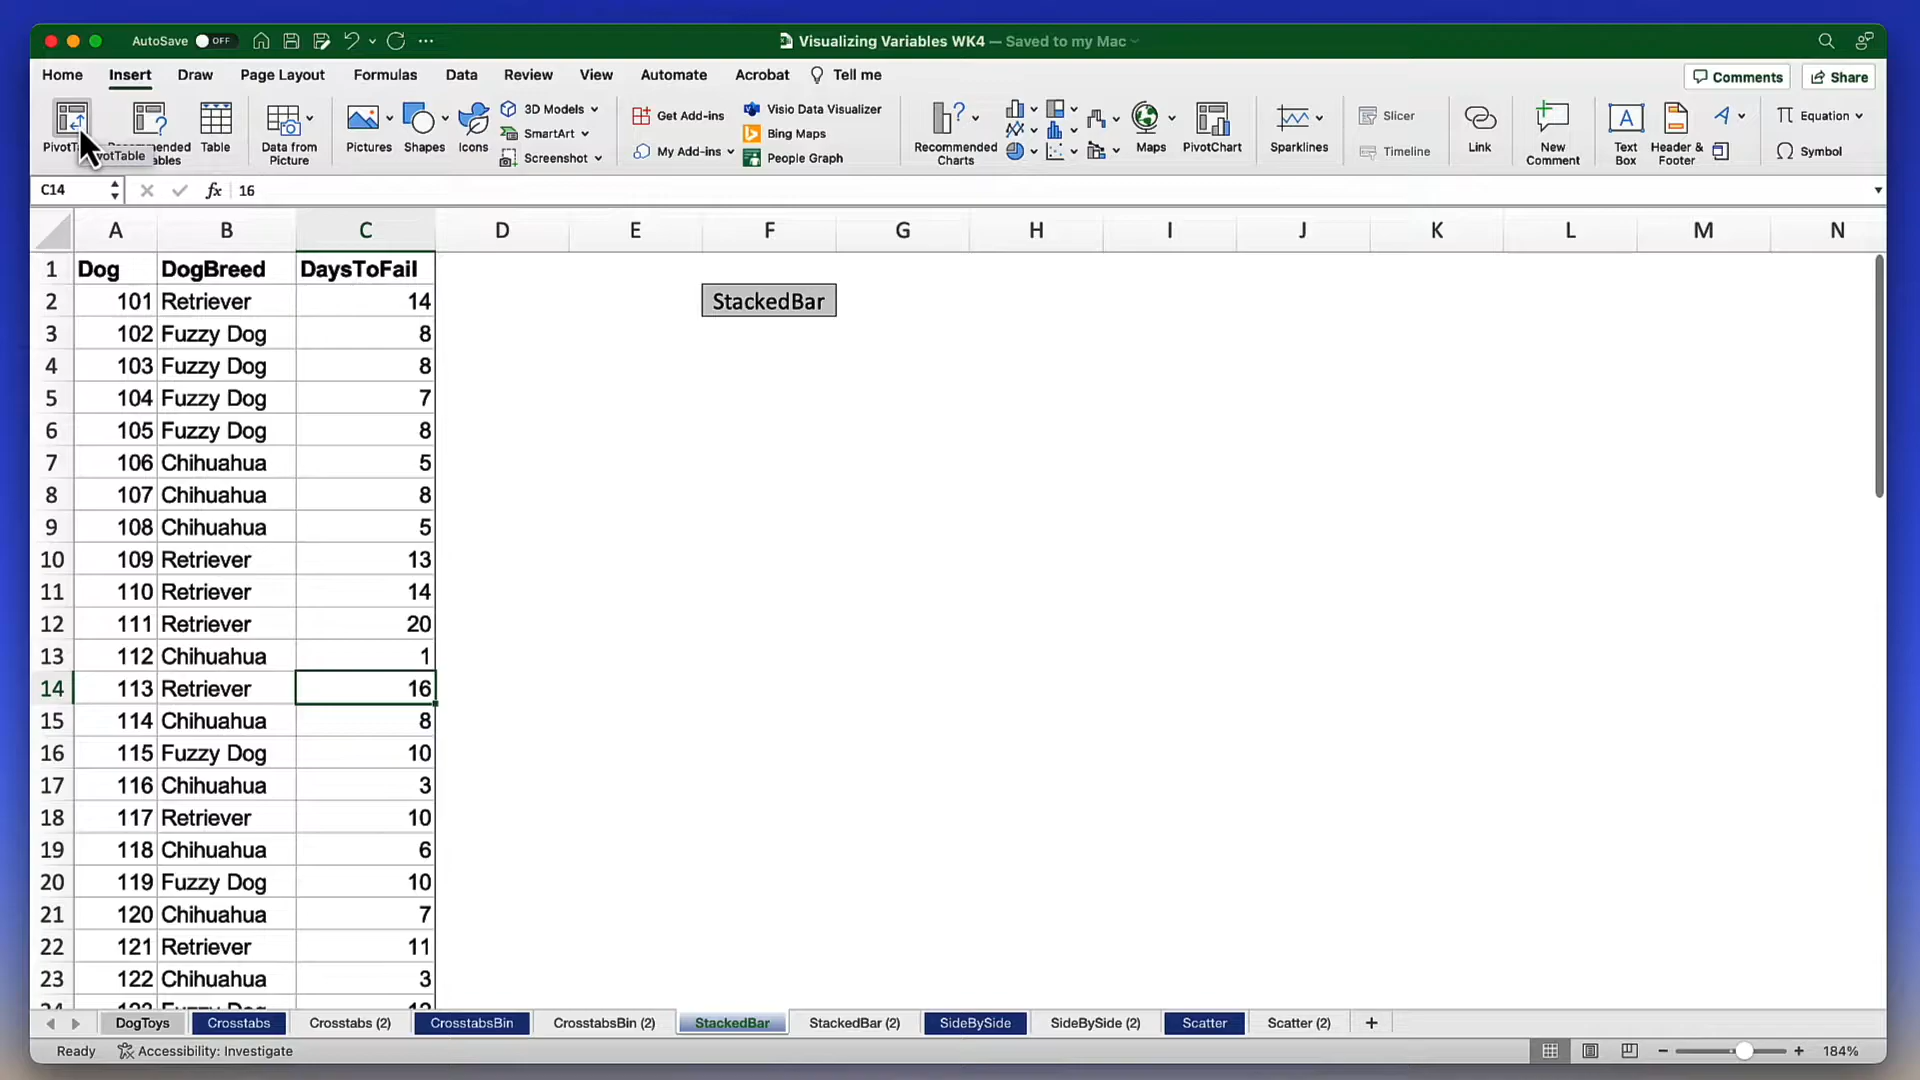 AutoSave OFF
Visualizing Variables WK4 — Saved to my Mac
Home Insert Draw Page Layout Formulas Data Review View Automate Acrobat Tell me
Comments Share
Table
Data from Picture
Pictures
Shapes
Icons
3D Models
SmartArt
Screenshot
Get Add-ins
My Add-ins
Visio Data Visualizer
Bing Maps
People Graph
Recommended Charts
Maps
PivotChart
Sparklines
Slicer
Timeline
Link
New Comment
Text Box
Header & Footer
Equation
Symbol
C14 fx 16
A B C D E F G H I J K L M N
1 Dog DogBreed DaysToFail
2 101 Retriever 14 StackedBar
3 102 Fuzzy Dog 8
4 103 Fuzzy Dog 8
5 104 Fuzzy Dog 7
6 105 Fuzzy Dog 8
7 106 Chihuahua 5
8 107 Chihuahua 8
9 108 Chihuahua 5
10 109 Retriever 13
11 110 Retriever 14
12 111 Retriever 20
13 112 Chihuahua 1
14 113 Retriever 16
15 114 Chihuahua 8
16 115 Fuzzy Dog 10
17 116 Chihuahua 3
18 117 Retriever 10
19 118 Chihuahua 6
20 119 Fuzzy Dog 10
21 120 Chihuahua 7
22 121 Retriever 11
23 122 Chihuahua 3
DogToys Crosstabs Crosstabs (2) CrosstabsBin CrosstabsBin (2) StackedBar StackedBar (2) SideBySide SideBySide (2) Scatter Scatter (2) +
Ready Accessibility: Investigate 184%